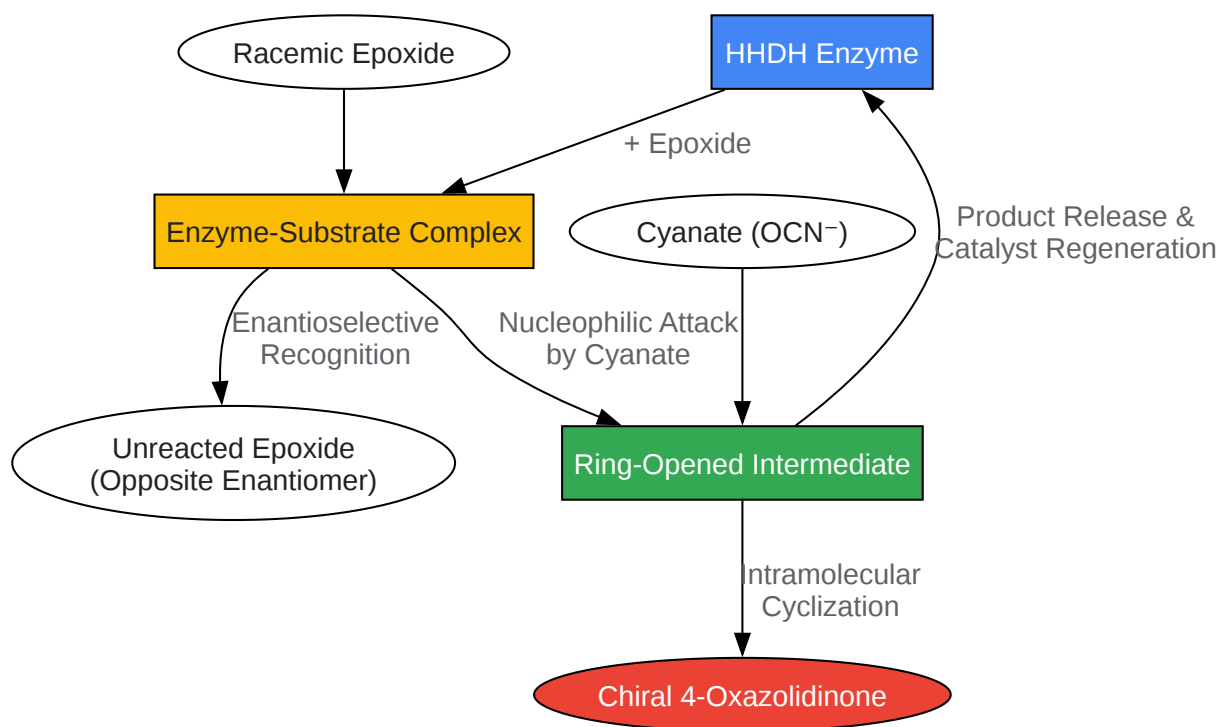 Racemic Epoxide
HHDH Enzyme
+ Epoxide
Enzyme-Substrate Complex
Cyanate (OCN⁻)
Product Release &
Catalyst Regeneration
Enantioselective
Recognition
Nucleophilic Attack
by Cyanate
Unreacted Epoxide
(Opposite Enantiomer)
Ring-Opened Intermediate
Intramolecular
Cyclization
Chiral 4-Oxazolidinone